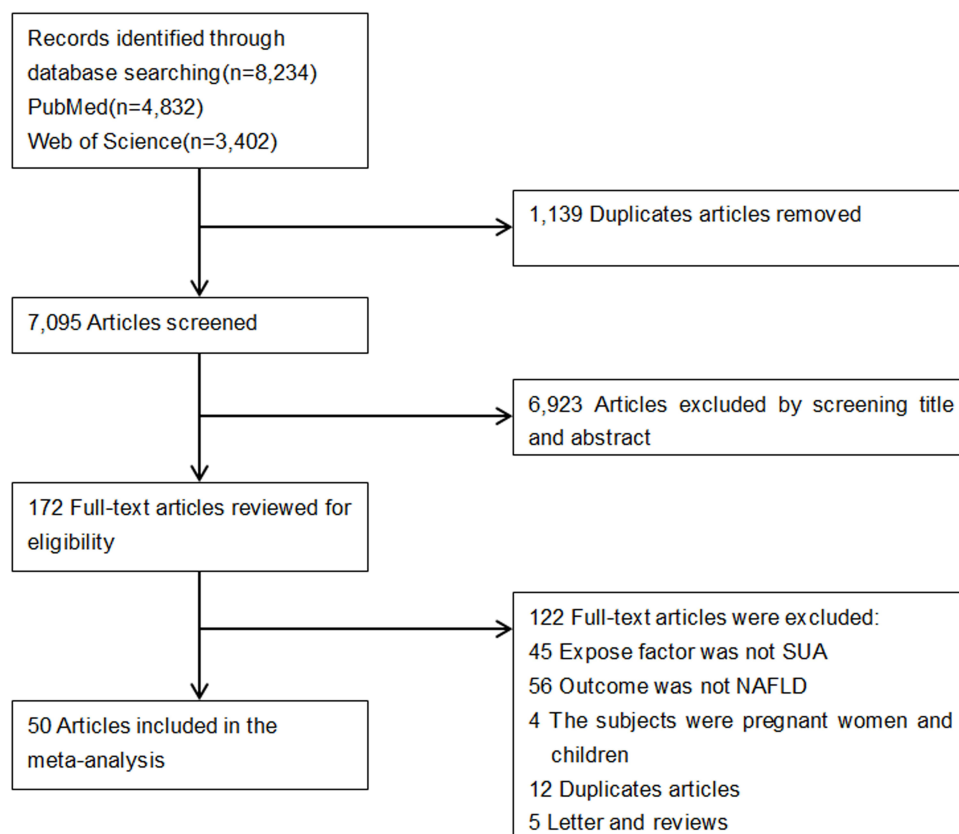 Records identified through
database searching(n=8,234)
PubMed(n=4,832)
Web of Science(n=3,402)
1,139 Duplicates articles removed
7,095 Articles screened
6,923 Articles excluded by screening title
and abstract
172 Full-text articles reviewed for
eligibility
122 Full-text articles were excluded:
45 Expose factor was not SUA
56 Outcome was not NAFLD
4 The subjects were pregnant women and
children
12 Duplicates articles
5 Letter and reviews
50 Articles included in the
meta-analysis